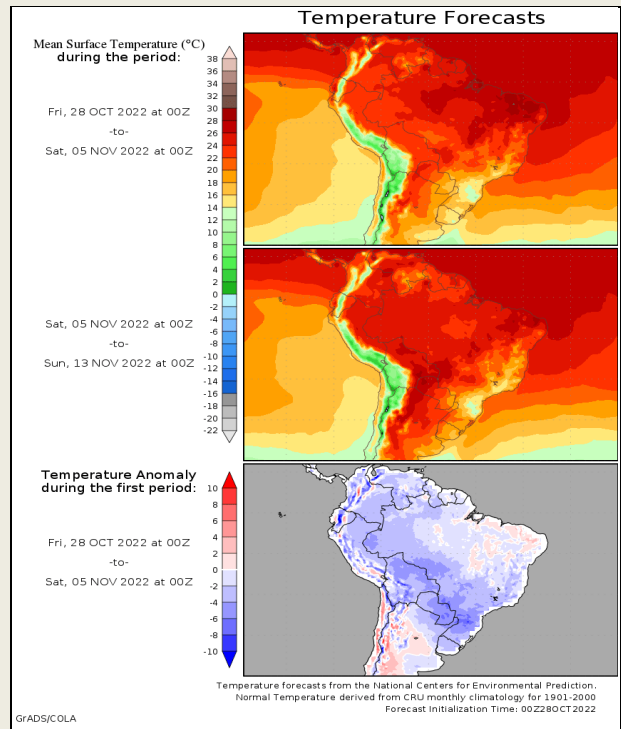 Temperature Forecasts
Mean Surface Temperature (°C)
during the period:
38
36
34
32
30
28
26
24
22
20
18
16
14
12
10
8
6
4
2
0
-2
-4
-6
-8
-10
-12
-14
-16
-18
-20
-22
Fri, 28 OCT 2022 at 00Z
-to-
Sat, 05 NOV 2022 at 00Z
Sat, 05 NOV 2022 at 00Z
-to-
Sun, 13 NOV 2022 at 00Z
Temperature Anomaly
during the first period:
10
8
6
4
2
0
-2
-4
-6
-8
-10
Fri, 28 OCT 2022 at 00Z
-to-
Sat, 05 NOV 2022 at 00Z
Temperature forecasts from the National Centers for Environmental Prediction.
Normal Temperature derived from CRU monthly climatology for 1901-2000
Forecast Initialization Time: 00Z28OCT2022
GrADS/COLA